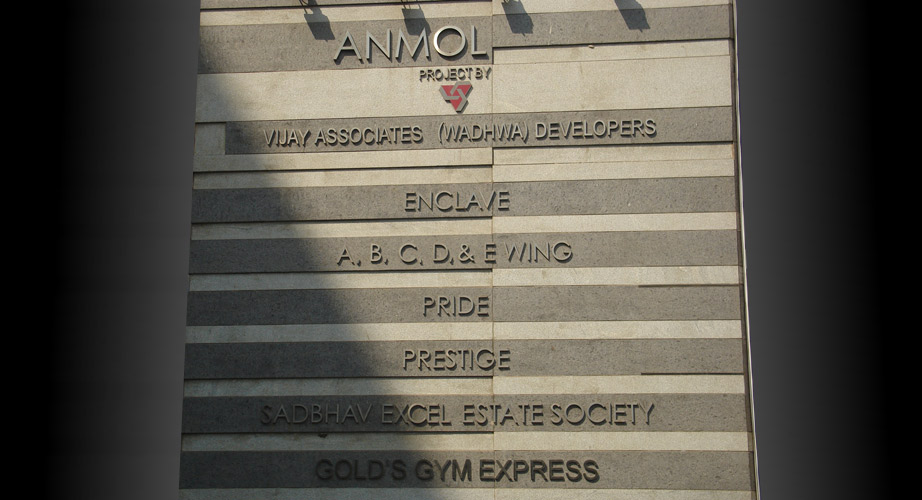 ANMOL
PROJECT BY
VIJAY ASSOCIATES (WADHWA) DEVELOPERS
ENCLAVE
A, B, C, D, & E WING
PRIDE
PRESTIGE
SADBHAV EXCEL ESTATE SOCIETY
GOLD'S GYM EXPRESS